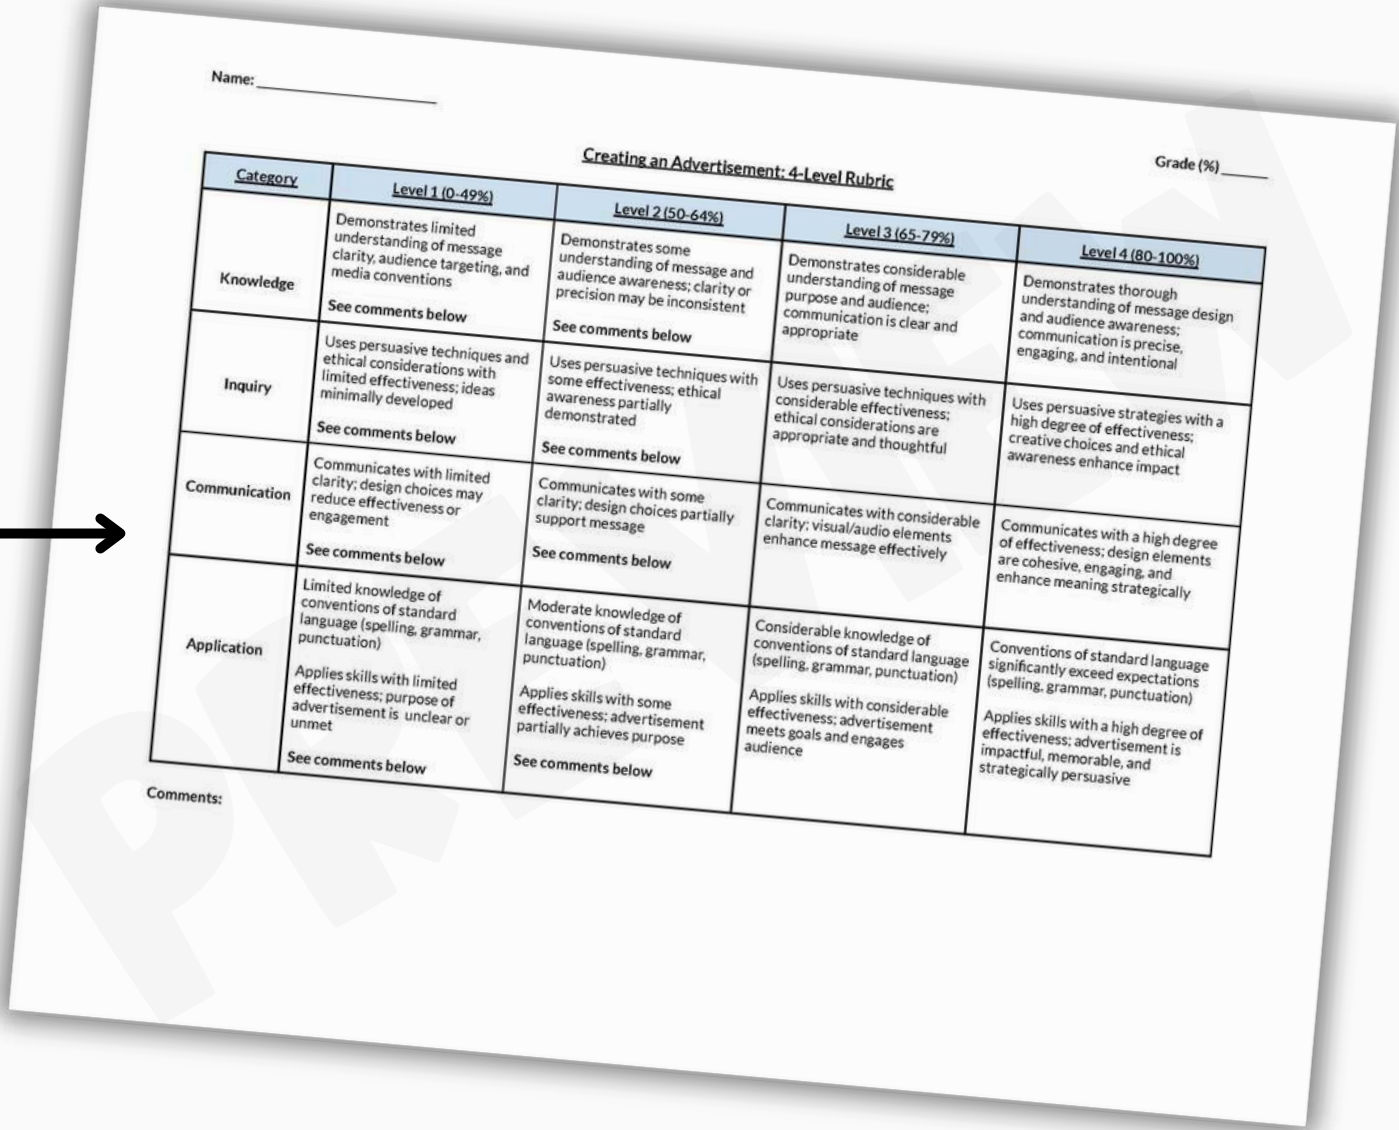 Name:
Grade (%)
Creating an Advertisement: 4-Level Rubric
Category
Level 1 (0-49%)
Level 2 (50-64%)
Level 3 (65-79%)
Level 4 (80-100%)
Knowledge
Demonstrates limited
understanding of message
clarity, audience targeting, and
media conventions
See comments below
Demonstrates some
understanding of message and
audience awareness; clarity or
precision may be inconsistent
See comments below
Demonstrates considerable
understanding of message
purpose and audience;
communication is clear and
appropriate
Demonstrates thorough
understanding of message design
and audience awareness;
communication is precise,
engaging, and intentional
Inquiry
Uses persuasive techniques and
ethical considerations with
limited effectiveness; ideas
minimally developed
See comments below
Uses persuasive techniques with
some effectiveness; ethical
awareness partially
demonstrated
See comments below
Uses persuasive techniques with
considerable effectiveness;
ethical considerations are
appropriate and thoughtful
Uses persuasive strategies with a
high degree of effectiveness;
creative choices and ethical
awareness enhance impact
Communication
Communicates with limited
clarity; design choices may
reduce effectiveness or
engagement
See comments below
Communicates with some
clarity; design choices partially
support message
See comments below
Communicates with considerable
clarity; visual/audio elements
enhance message effectively
Communicates with a high degree
of effectiveness; design elements
are cohesive, engaging, and
enhance meaning strategically
Application
Limited knowledge of
conventions of standard
language (spelling, grammar,
punctuation)
Applies skills with limited
effectiveness; purpose of
advertisement is unclear or
unmet
See comments below
Moderate knowledge of
conventions of standard
language (spelling, grammar,
punctuation)
Applies skills with some
effectiveness; advertisement
partially achieves purpose
See comments below
Considerable knowledge of
conventions of standard language
(spelling, grammar, punctuation)
Applies skills with considerable
effectiveness; advertisement
meets goals and engages
audience
Conventions of standard language
significantly exceed expectations
(spelling, grammar, punctuation)
Applies skills with a high degree of
effectiveness; advertisement is
impactful, memorable, and
strategically persuasive
Comments:
PREVIEW